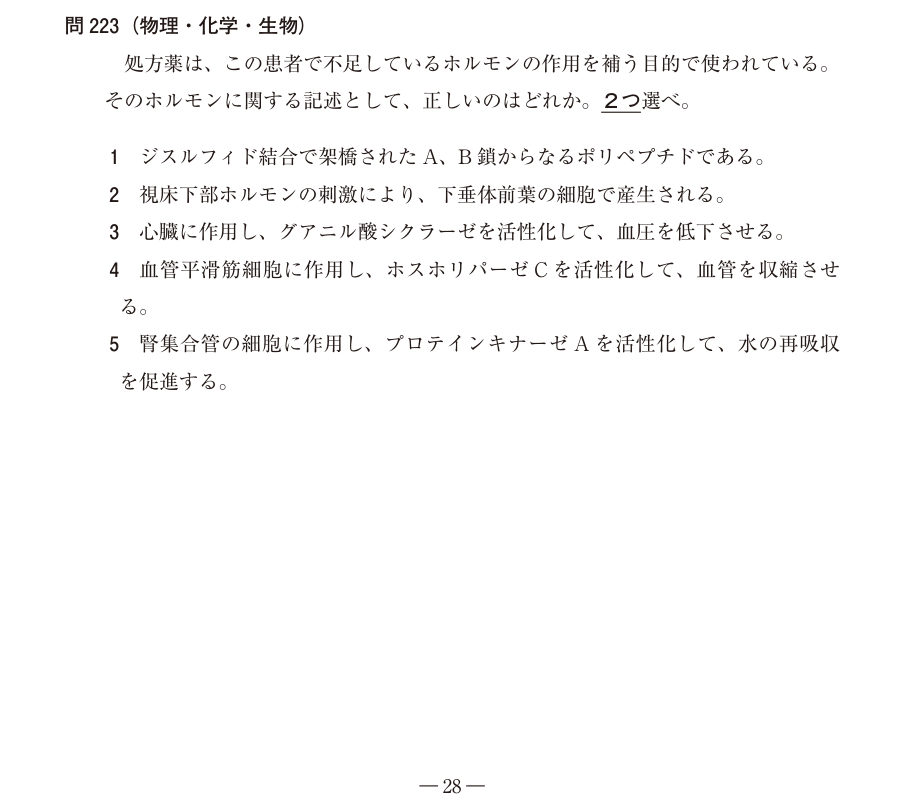 問 223（物理・化学・生物）
処方薬は、この患者で不足しているホルモンの作用を補う目的で使われている。
そのホルモンに関する記述として、正しいのはどれか。２つ選べ。
1　ジスルフィド結合で架橋された A、B 鎖からなるポリペプチドである。
2　視床下部ホルモンの刺激により、下垂体前葉の細胞で産生される。
3　心臓に作用し、グアニル酸シクラーゼを活性化して、血圧を低下させる。
4　血管平滑筋細胞に作用し、ホスホリパーゼ C を活性化して、血管を収縮させ
る。
5　腎集合管の細胞に作用し、プロテインキナーゼ A を活性化して、水の再吸収
を促進する。
― 28 ―